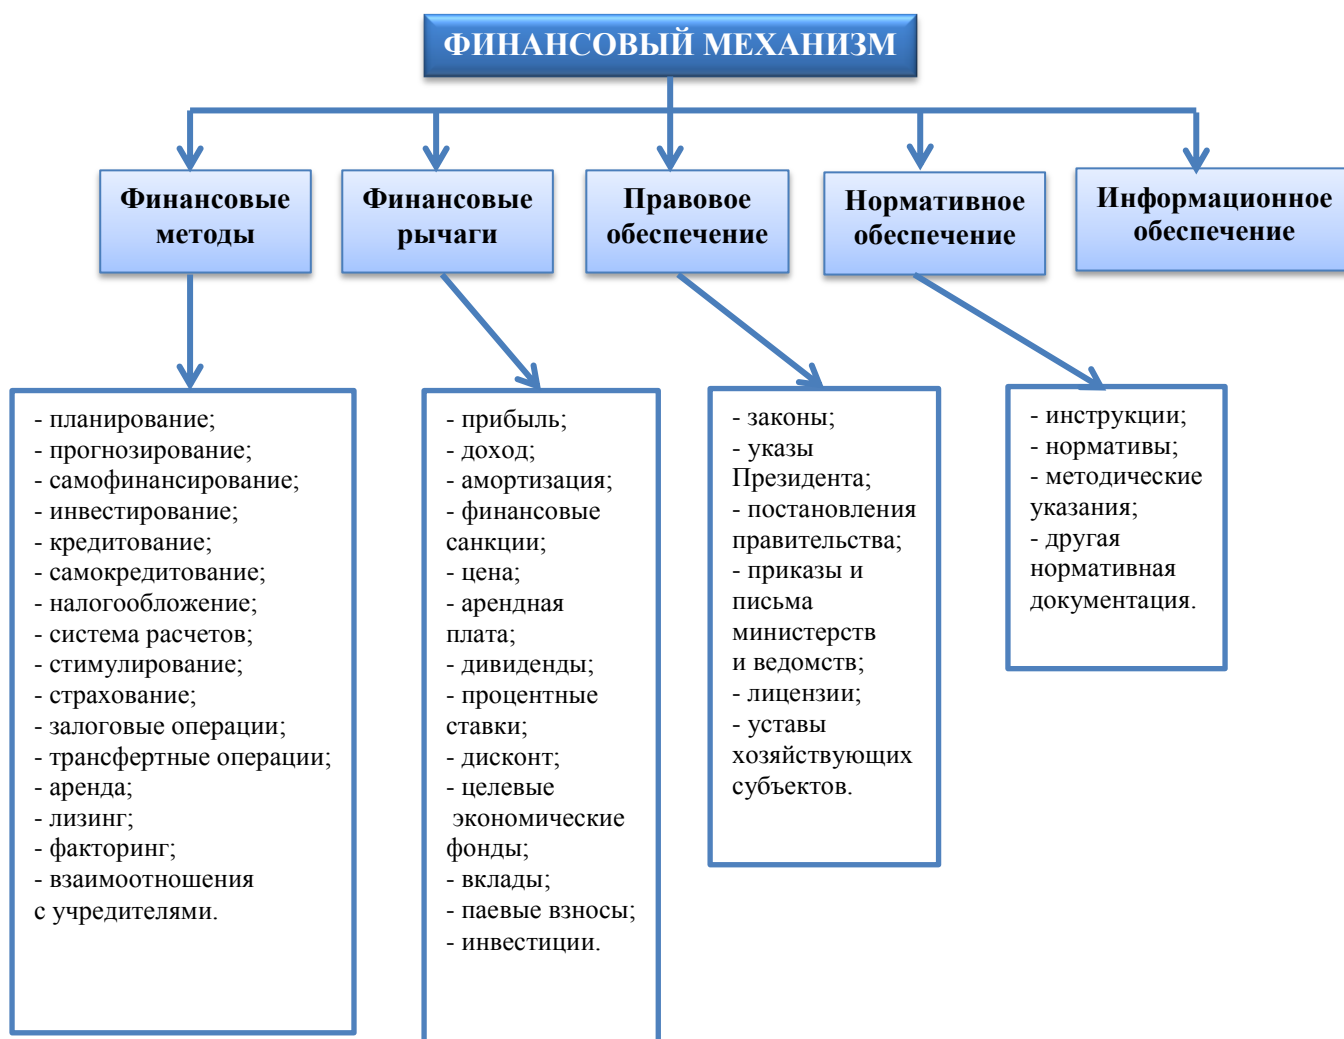 ФИНАНСОВЫЙ МЕХАНИЗМ
Финансовые
методы
Финансовые
рычаги
Правовое
обеспечение
Нормативное
обеспечение
Информационное
обеспечение
- планирование;
- прогнозирование;
- самофинансирование;
- инвестирование;
- кредитование;
- самокредитование;
- налогообложение;
- система расчетов;
- стимулирование;
- страхование;
- залоговые операции;
- трансфертные операции;
- аренда;
- лизинг;
- факторинг;
- взаимоотношения
с учредителями.
- прибыль;
- доход;
- амортизация;
- финансовые
санкции;
- цена;
- арендная
плата;
- дивиденды;
- процентные
ставки;
- дисконт;
- целевые
экономические
фонды;
- вклады;
- паевые взносы;
- инвестиции.
- законы;
- указы
Президента;
- постановления
правительства;
- приказы и
письма
министерств
и ведомств;
- лицензии;
- уставы
хозяйствующих
субъектов.
- инструкции;
- нормативы;
- методические
указания;
- другая
нормативная
документация.